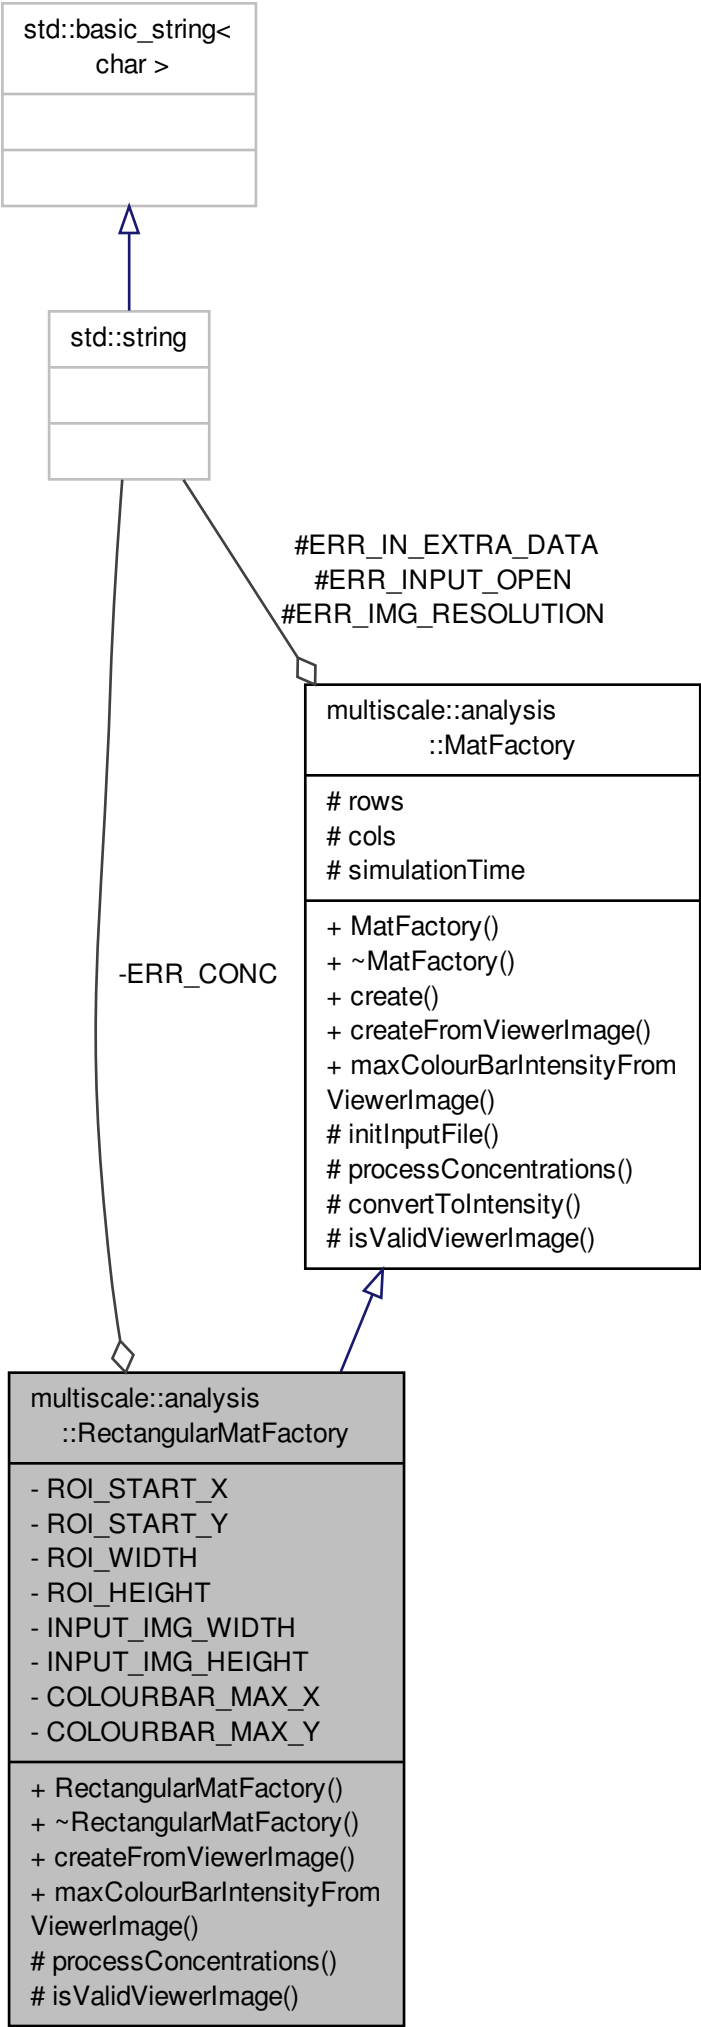 std::basic_string<
char >
std::string
#ERR_IN_EXTRA_DATA
#ERR_INPUT_OPEN
#ERR_IMG_RESOLUTION
multiscale::analysis
::MatFactory
# rows
# cols
# simulationTime
+ MatFactory()
+ ~MatFactory()
+ create()
+ createFromViewerImage()
+ maxColourBarIntensityFrom
ViewerImage()
# initInputFile()
# processConcentrations()
# convertToIntensity()
# isValidViewerImage()
-ERR_CONC
multiscale::analysis
::RectangularMatFactory
- ROI_START_X
- ROI_START_Y
- ROI_WIDTH
- ROI_HEIGHT
- INPUT_IMG_WIDTH
- INPUT_IMG_HEIGHT
- COLOURBAR_MAX_X
- COLOURBAR_MAX_Y
+ RectangularMatFactory()
+ ~RectangularMatFactory()
+ createFromViewerImage()
+ maxColourBarIntensityFrom
ViewerImage()
# processConcentrations()
# isValidViewerImage()